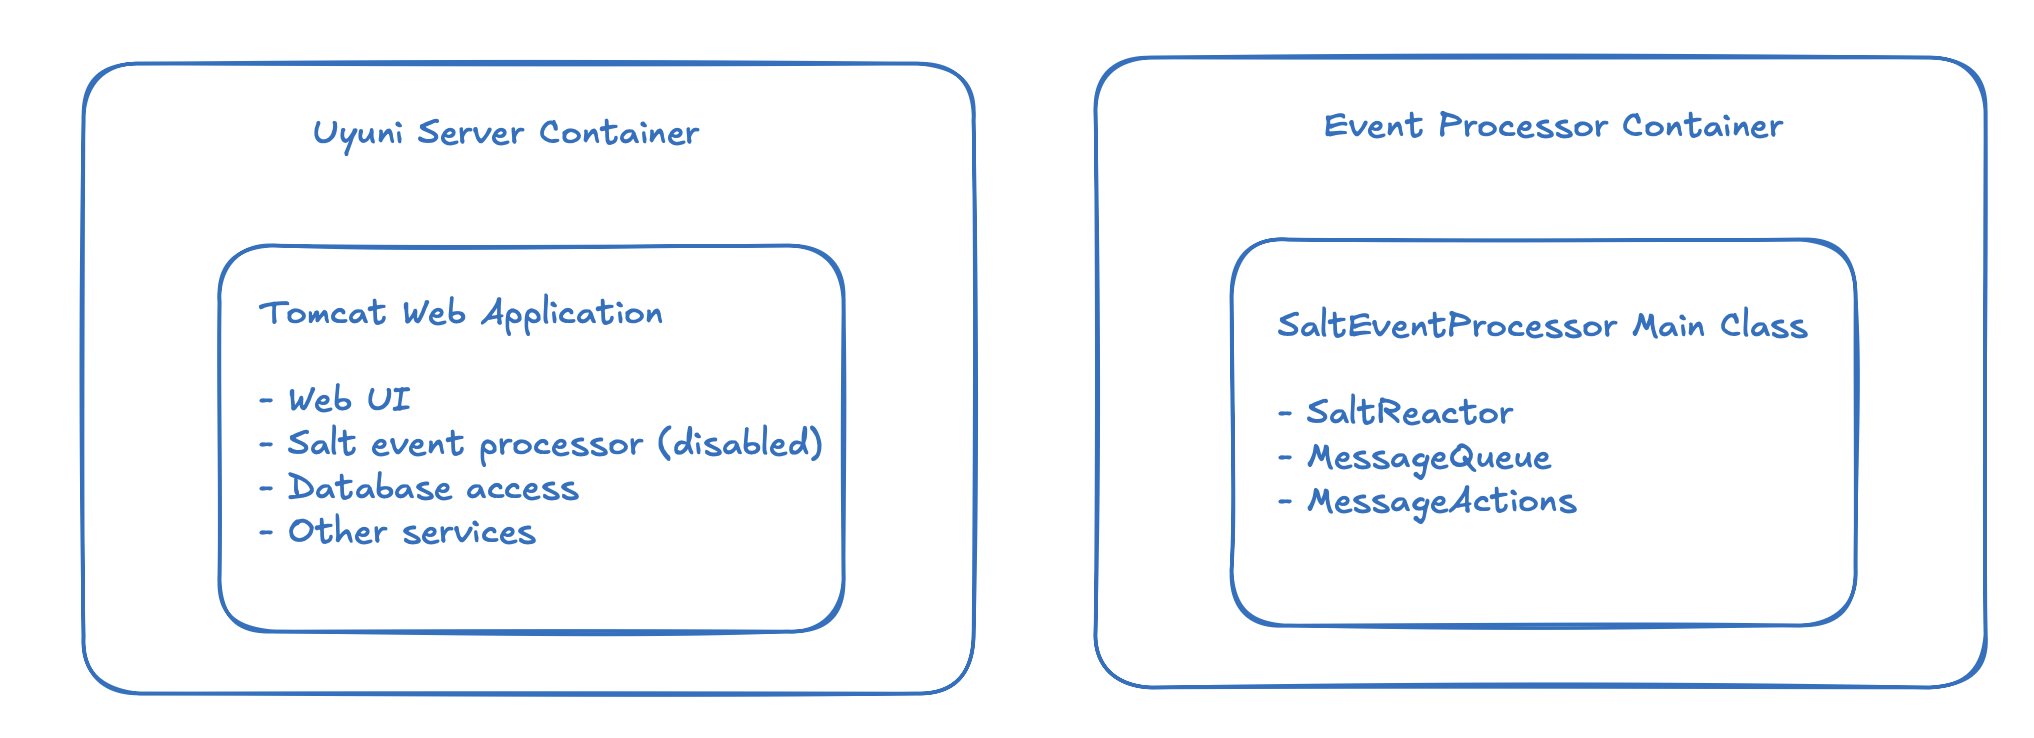 Uyuni Server Container
Tomcat Web Application
- Web UI
- Salt event processor (disabled)
- Database access
- Other services
Event Processor Container
SaltEventProcessor Main Class
- SaltReactor
- MessageQueue
- MessageActions